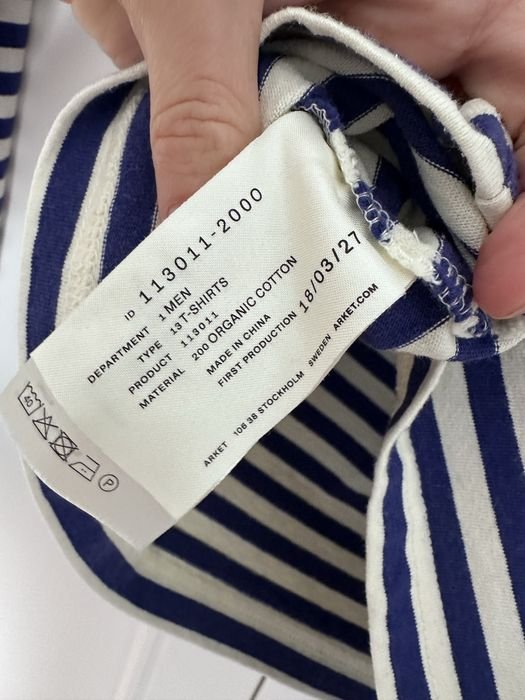 ID 113011-2000
DEPARTMENT 1 MEN
TYPE 13 T-SHIRTS
PRODUCT 113011
MATERIAL 200 ORGANIC COTTON
MADE IN CHINA
FIRST PRODUCTION 18/03/27
ARKET 106 38 STOCKHOLM SWEDEN ARKET.COM
40
P